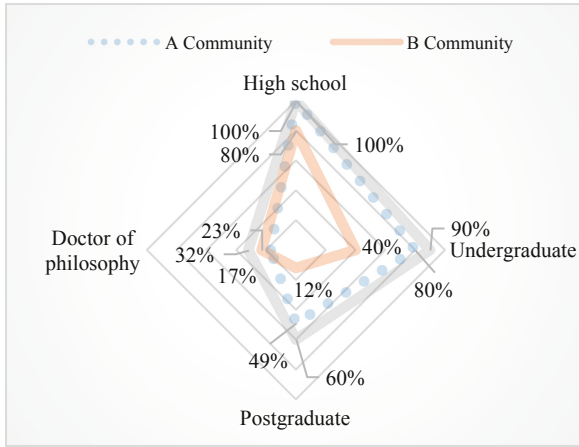 A Community
B Community
High school
100%
100%
80%
23%
90%
Doctor of
philosophy
32%
40%
Undergraduate
17%
12%
80%
49%
60%
Postgraduate